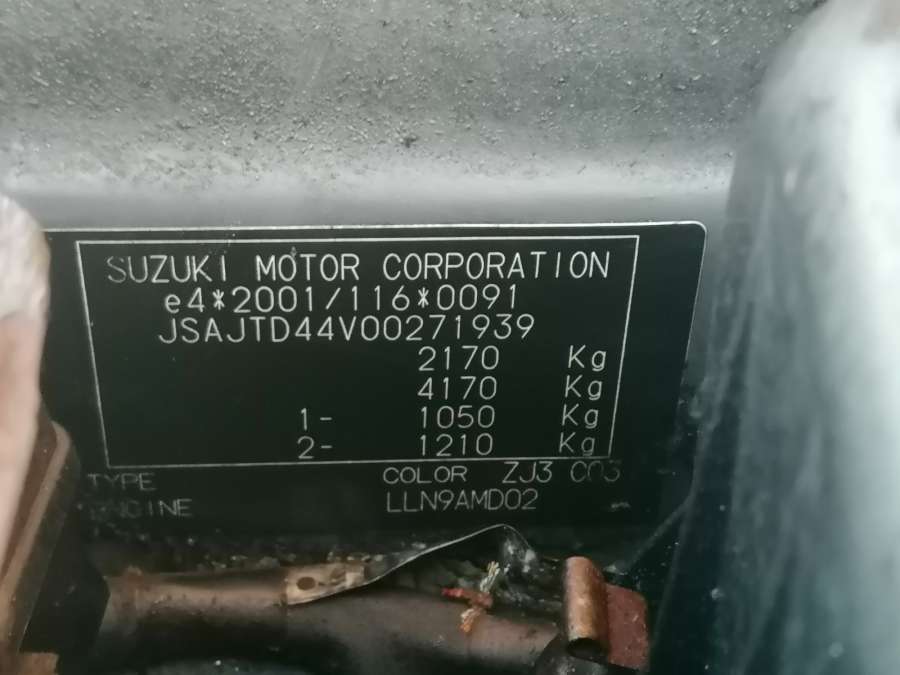 SUZUKI MOTOR CORPORATION
e4*2001/116*0091
JSAJTD44V00271939
2170 Kg
4170 Kg
1- 1050 Kg
2- 1210 Kg
TYPE COLOR ZJ3 C03
ENGINE LLN9AMD02